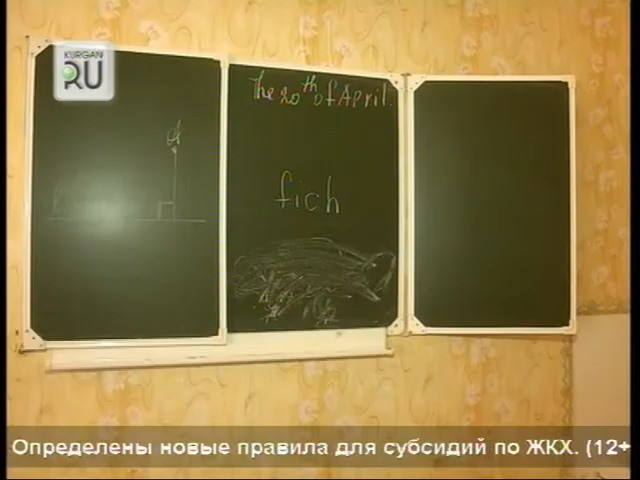 KURGAN
RU
The 20th of April.
fich
Определены новые правила для субсидий по ЖКХ. (12+